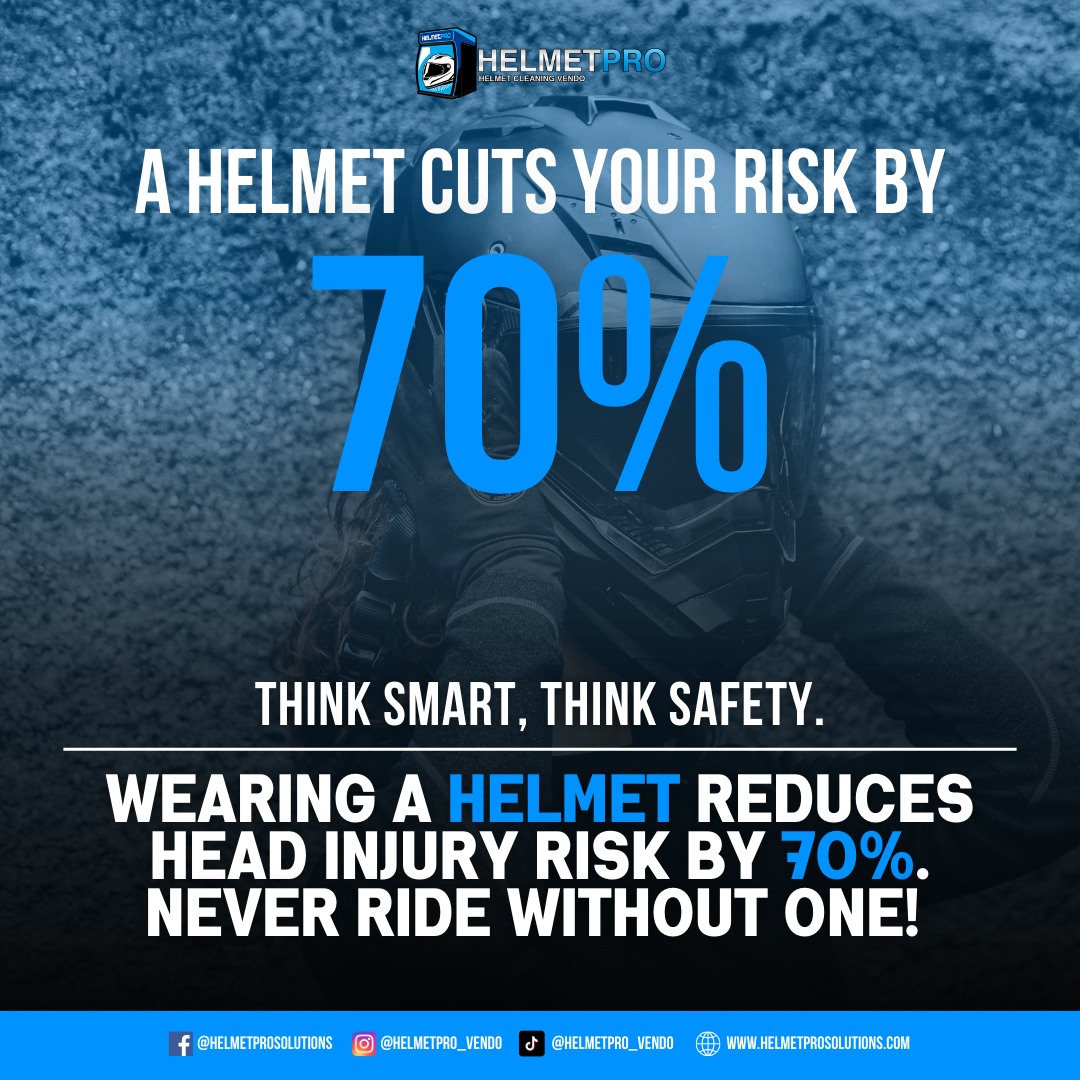 HELMETPRO
HELMETPRO
HELMET CLEANING VENDO
A HELMET CUTS YOUR RISK BY
70%
THINK SMART, THINK SAFETY.
WEARING A HELMET REDUCES
HEAD INJURY RISK BY 70%.
NEVER RIDE WITHOUT ONE!
@HELMETPROSOLUTIONS @HELMETPRO_VENDO @HELMETPRO_VENDO WWW.HELMETPROSOLUTIONS.COM